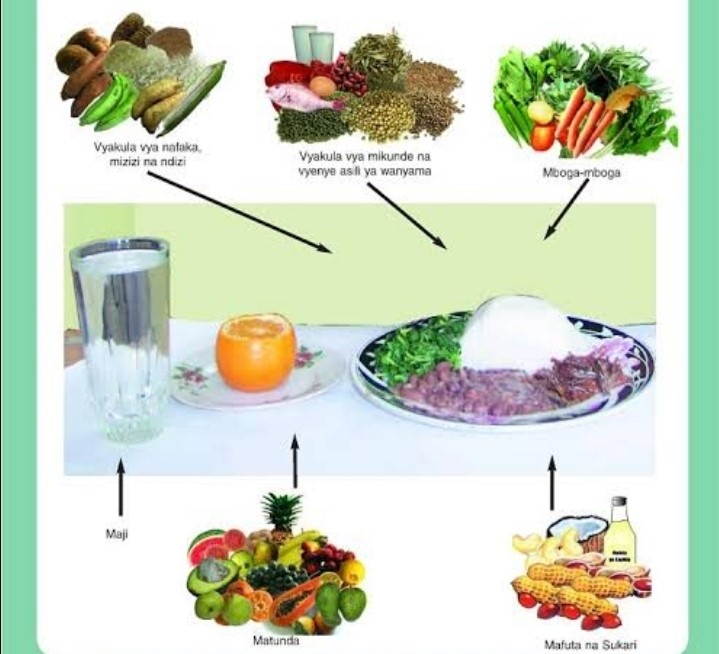 Vyakula vya nafaka,
mizizi na ndizi
Vyakula vya mikunde na
vyenye asili ya wanyama
Mboga-mboga
Maji
Matunda
Mafuta na Sukari